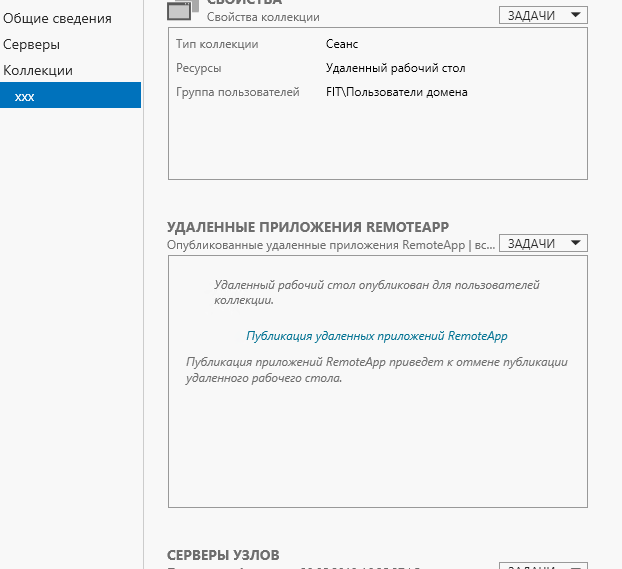 Общие сведения
Серверы
Коллекции
xxx
СВОЙСТВА
Свойства коллекции
ЗАДАЧИ
Тип коллекции Сеанс
Ресурсы Удаленный рабочий стол
Группа пользователей FIT\Пользователи домена
УДАЛЕННЫЕ ПРИЛОЖЕНИЯ REMOTEAPP
Опубликованные удаленные приложения RemoteApp | вс...
ЗАДАЧИ
Удаленный рабочий стол опубликован для пользователей
коллекции.
Публикация удаленных приложений RemoteApp
Публикация приложений RemoteApp приведет к отмене публикации
удаленного рабочего стола.
СЕРВЕРЫ УЗЛОВ
ЗАДАЧИ